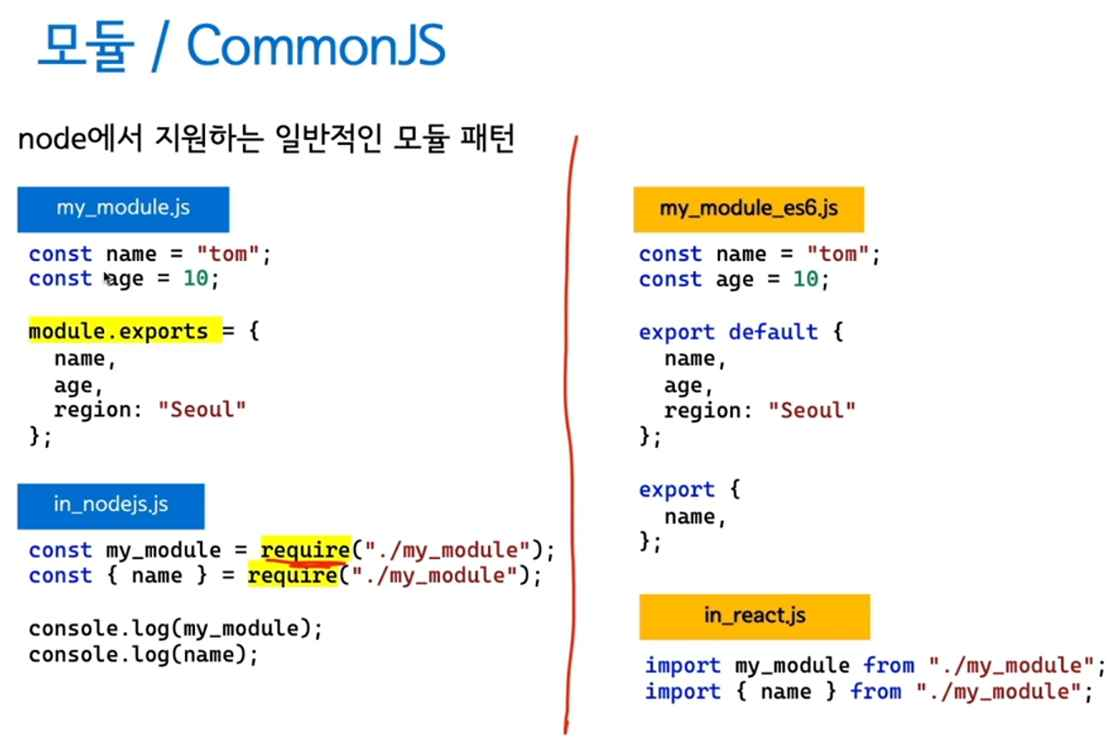 모듈 / CommonJS
node에서 지원하는 일반적인 모듈 패턴
my_module.js
const name = "tom";
const age = 10;
module.exports = {
name,
age,
region: "Seoul"
};
in_nodejs.js
const my_module = require("./my_module");
const { name } = require("./my_module");
console.log(my_module);
console.log(name);
my_module_es6.js
const name = "tom";
const age = 10;
export default {
name,
age,
region: "Seoul"
};
export {
name,
};
in_react.js
import my_module from "./my_module";
import { name } from "./my_module";